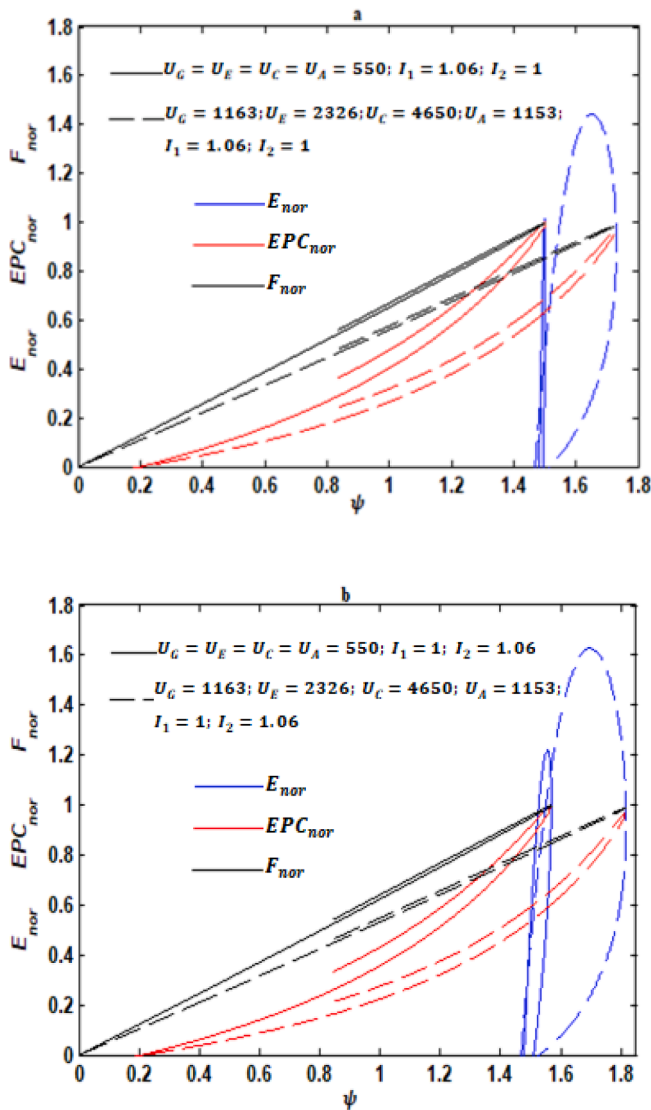 a
1.8
1.6
1.4
1.2
1
0.8
0.6
0.4
0.2
0
E_nor EPC_nor F_nor
U_G = U_E = U_C = U_A = 550; I_1 = 1.06; I_2 = 1
U_G = 1163; U_E = 2326; U_C = 4650; U_A = 1153;
I_1 = 1.06; I_2 = 1
E_nor
EPC_nor
F_nor
0 0.2 0.4 0.6 0.8 1 1.2 1.4 1.6 1.8
ψ
b
1.8
1.6
1.4
1.2
1
0.8
0.6
0.4
0.2
0
E_nor EPC_nor F_nor
U_G = U_E = U_C = U_A = 550; I_1 = 1; I_2 = 1.06
U_G = 1163; U_E = 2326; U_C = 4650; U_A = 1153;
I_1 = 1; I_2 = 1.06
E_nor
EPC_nor
F_nor
0 0.2 0.4 0.6 0.8 1 1.2 1.4 1.6 1.8
ψ